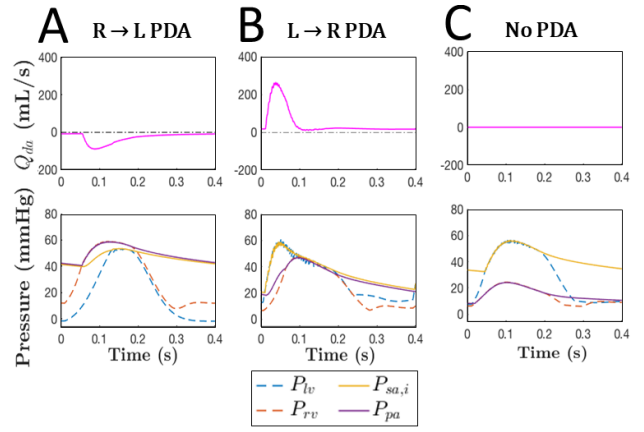 A R → L PDA
B L → R PDA
C No PDA
Q_da (mL/s)
400
200
0
-200
0 0.1 0.2 0.3 0.4
400
200
0
-200
0 0.1 0.2 0.3 0.4
400
200
0
-200
0 0.1 0.2 0.3 0.4
Pressure (mmHg)
80
60
40
20
0
0 0.1 0.2 0.3 0.4
Time (s)
80
60
40
20
0
0 0.1 0.2 0.3 0.4
Time (s)
80
60
40
20
0
0 0.1 0.2 0.3 0.4
Time (s)
P_lv P_sa,i
P_rv P_pa